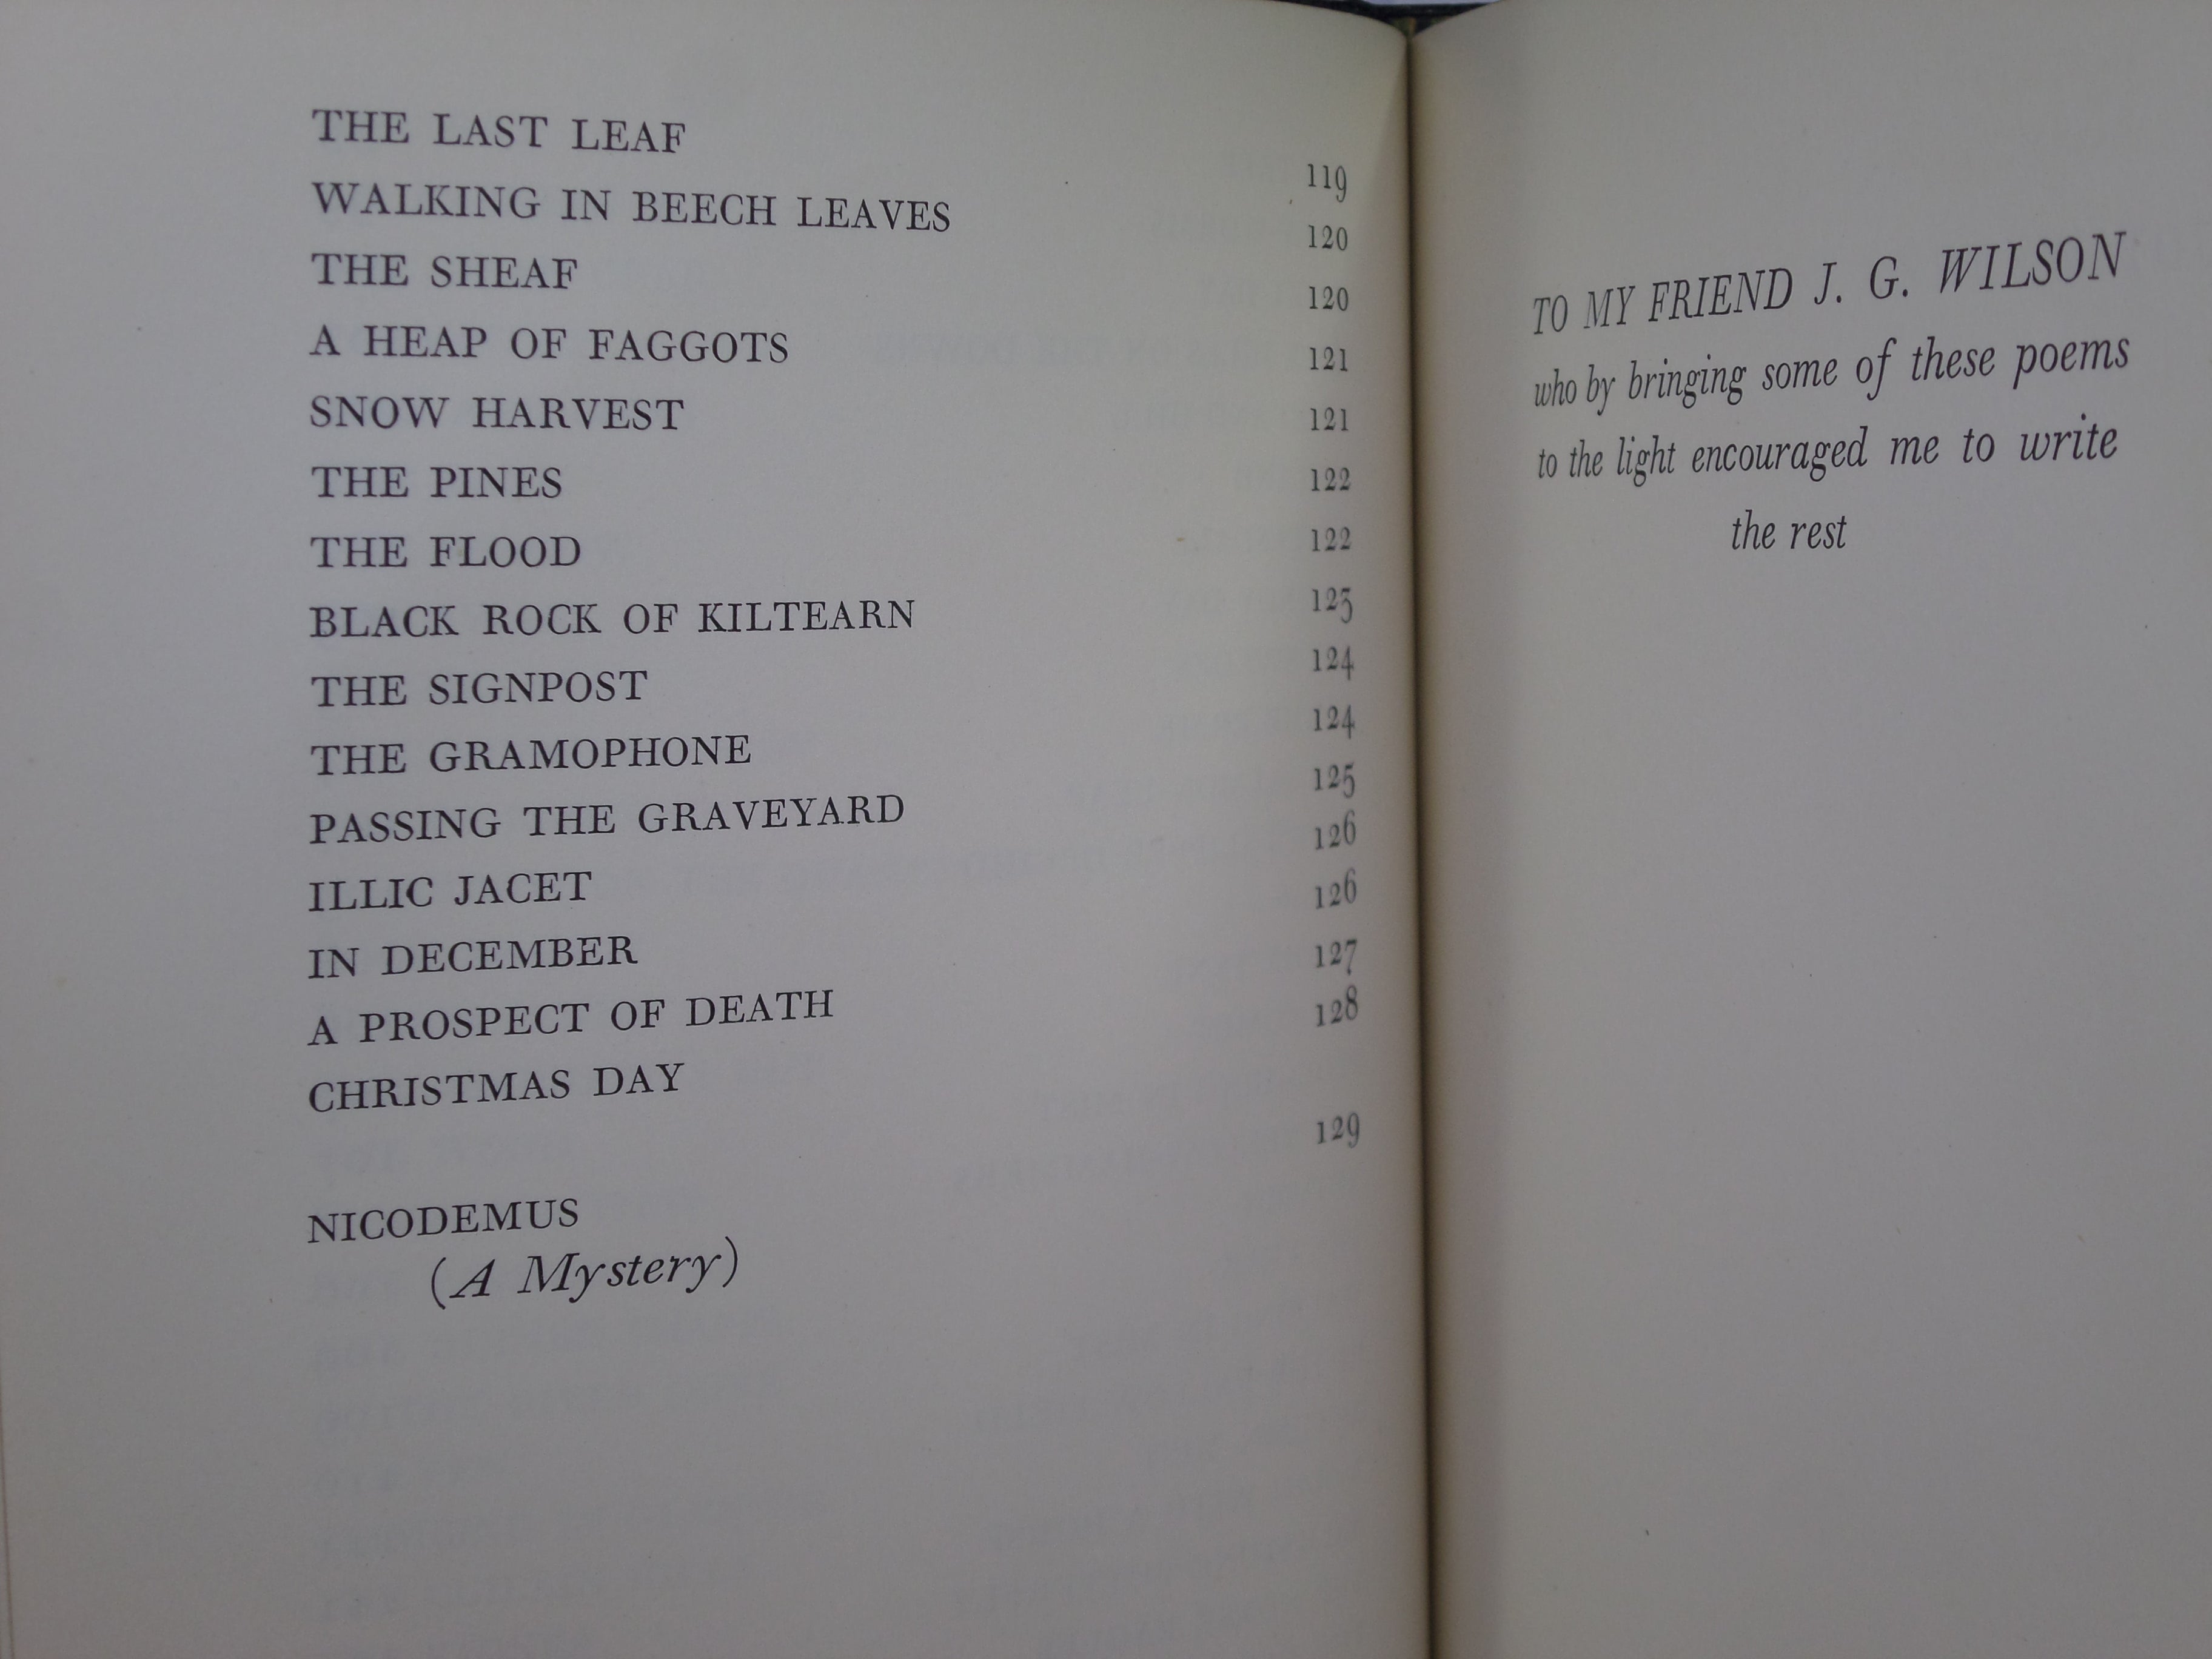 THE LAST LEAF 119
WALKING IN BEECH LEAVES 120
THE SHEAF 120
A HEAP OF FAGGOTS 121
SNOW HARVEST 121
THE PINES 122
THE FLOOD 122
BLACK ROCK OF KILTEARN 123
THE SIGNPOST 124
THE GRAMOPHONE 124
PASSING THE GRAVEYARD 125
ILLIC JACET 126
IN DECEMBER 126
A PROSPECT OF DEATH 127
CHRISTMAS DAY 128
NICODEMUS 129
(A Mystery)
TO MY FRIEND J. G. WILSON
who by bringing some of these poems
to the light encouraged me to write
the rest